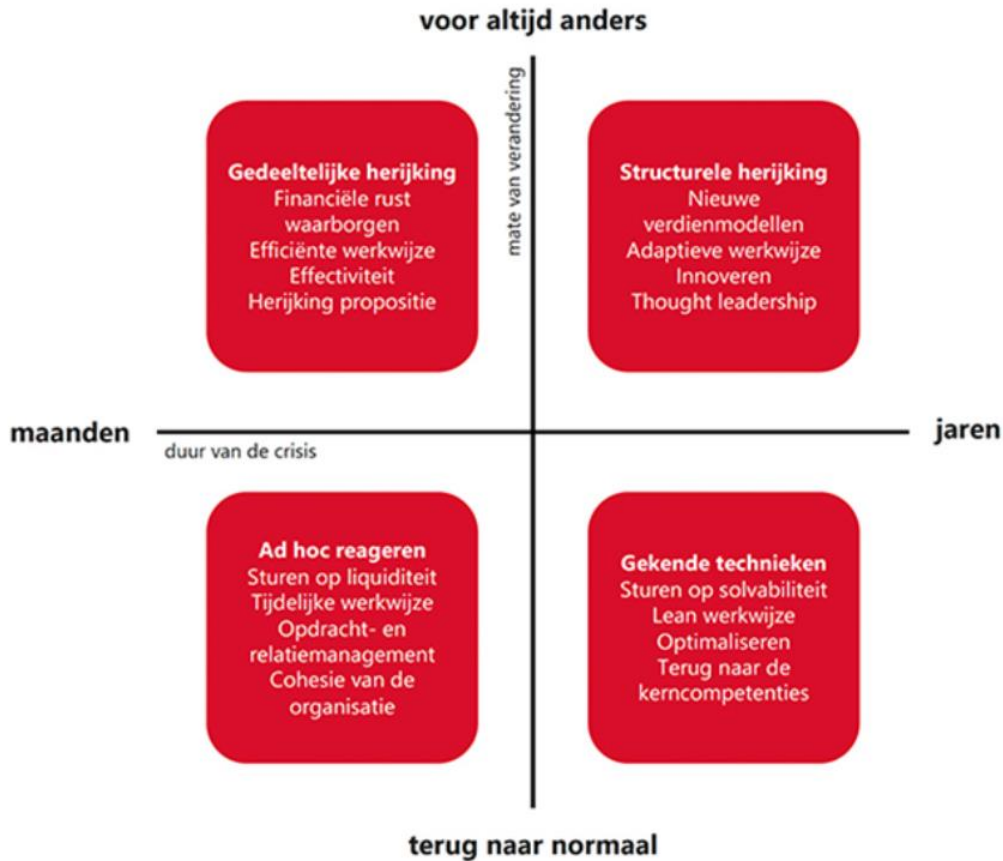 voor altijd anders
mate van verandering
Gedeeltelijke herijking
Financiële rust
waarborgen
Efficiënte werkwijze
Effectiviteit
Herijking propositie
Structurele herijking
Nieuwe
verdienmodellen
Adaptieve werkwijze
Innoveren
Thought leadership
maanden
jaren
duur van de crisis
Ad hoc reageren
Sturen op liquiditeit
Tijdelijke werkwijze
Opdracht- en
relatiemanagement
Cohesie van de
organisatie
Gekende technieken
Sturen op solvabiliteit
Lean werkwijze
Optimaliseren
Terug naar de
kerncompetenties
terug naar normaal